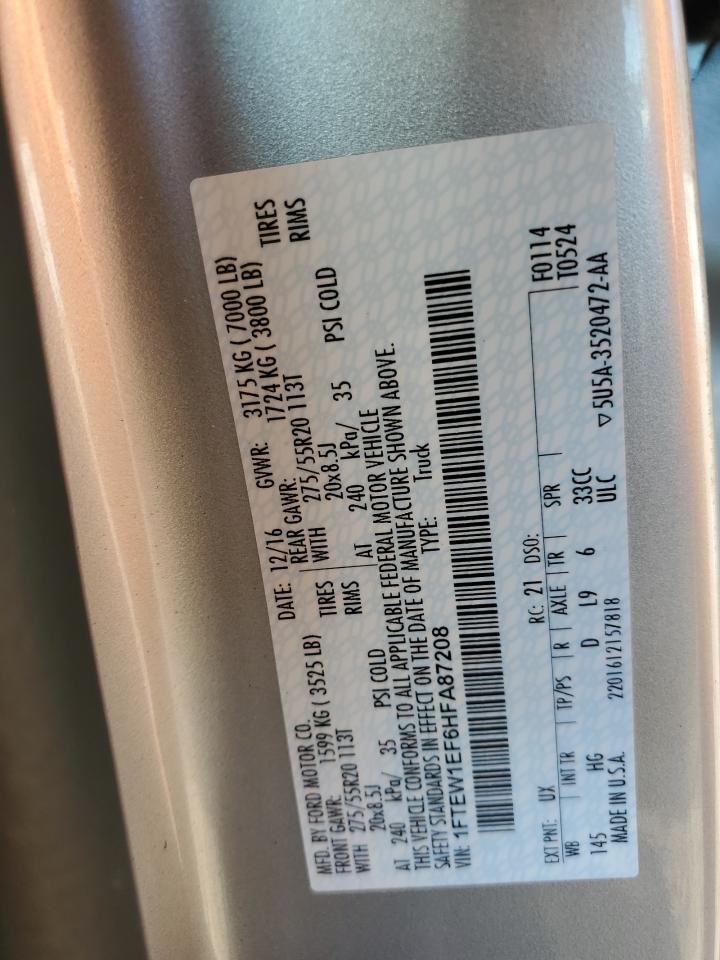 MFD. BY FORD MOTOR CO.
DATE: 12/16 GVWR: 3175 KG ( 7000 LB)
FRONT GAWR: 1599 KG ( 3525 LB) REAR GAWR: 1724 KG ( 3800 LB)
WITH 275/55R20 113T TIRES WITH 275/55R20 113T TIRES
20x8.5J RIMS 20x8.5J RIMS
AT 240 kPa/ 35 PSI COLD AT 240 kPa/ 35 PSI COLD
THIS VEHICLE CONFORMS TO ALL APPLICABLE FEDERAL MOTOR VEHICLE
SAFETY STANDARDS IN EFFECT ON THE DATE OF MANUFACTURE SHOWN ABOVE.
VIN: 1FTEW1EF6HFA87208 TYPE: Truck
EXT PNT: UX RC: 21 DSO: F0114
WB INT TR TP/PS R AXLE TR SPR T0524
145 HG D L9 6 33CC
MADE IN U.S.A. 2201612157818 ULC ▽5U5A-3520472-AA